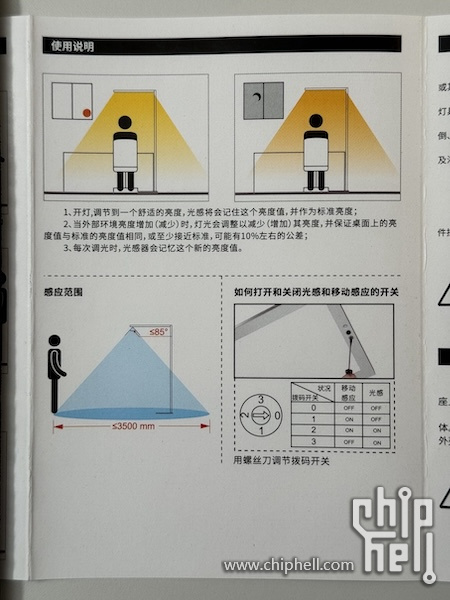 使用说明
1、开灯,调节到一个舒适的亮度,光感将会记住这个亮度值,并作为标准亮度;
2、当外部环境亮度增加(减少)时,灯光会调整以减少(增加)其亮度,并保证桌面上的亮
度值与标准的亮度值相同,或至少接近标准,可能有10%左右的公差;
3、每次调光时,光感器会记忆这个新的亮度值。
感应范围
≤85°
≤3500 mm
如何打开和关闭光感和移动感应的开关
3
2
0
1
状况 移动感应 光感
拨码开关
0 OFF OFF
1 ON OFF
2 ON ON
3 OFF ON
用螺丝刀调节拨码开关
或
灯具
倒、
及
件
座
体
外
chip hell
www.chiphell.com